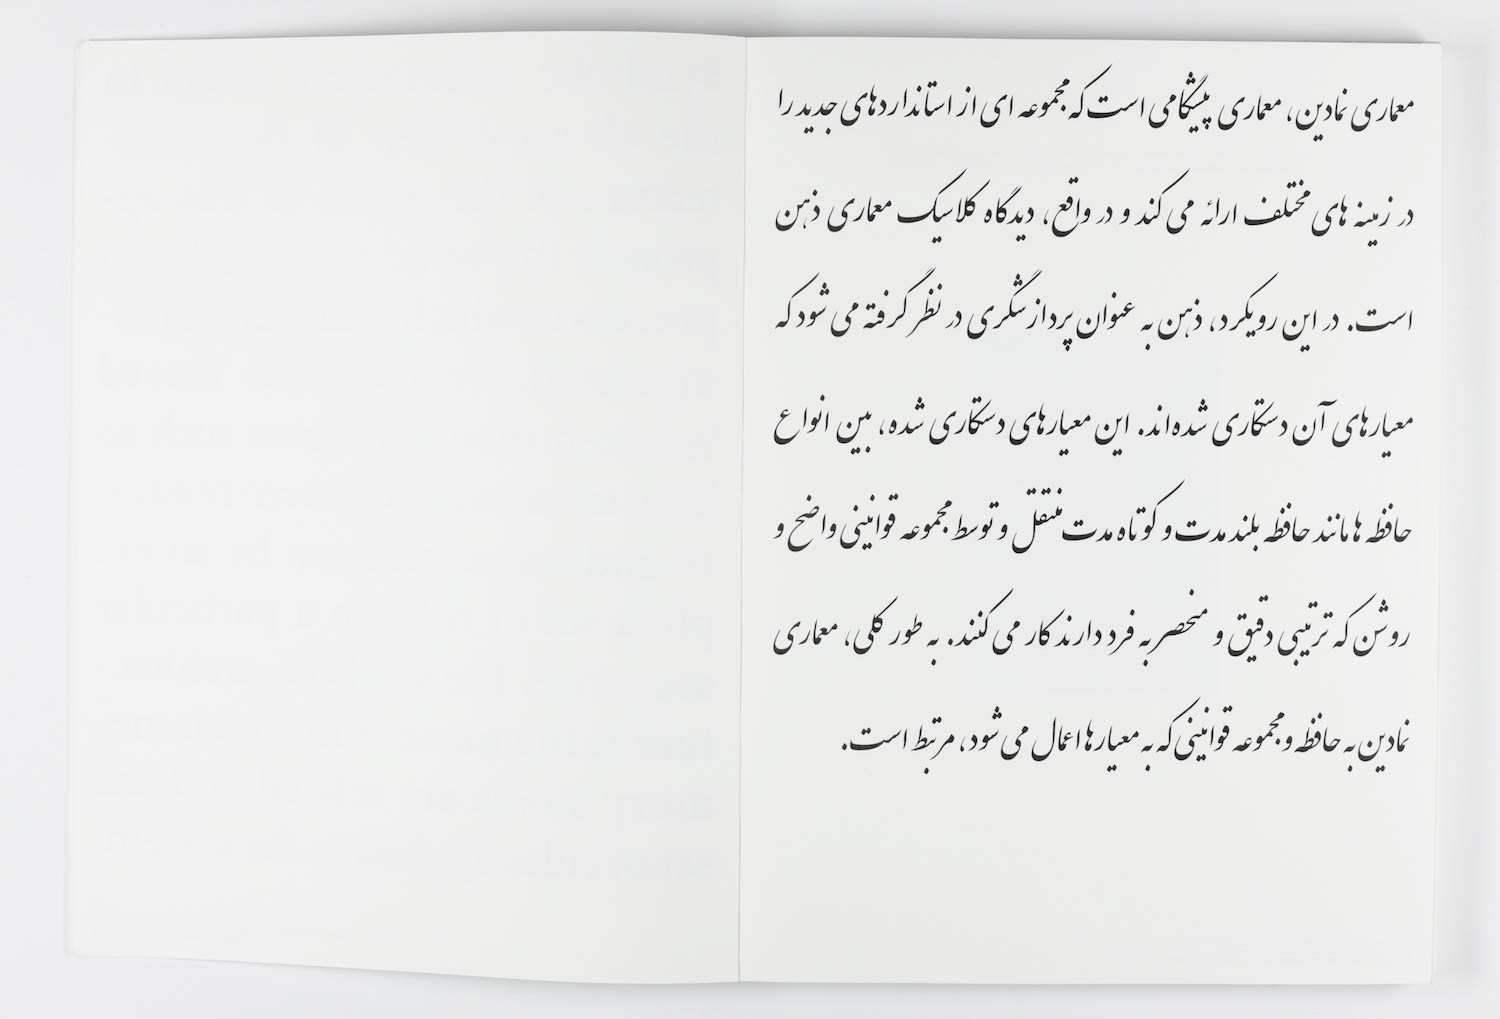 معماری نمادین، معماری پیشگامی است که مجموعه ای از استانداردهای جدید را
در زمینه های مختلف ارائه می کند و در واقع، دیدگاه کلاسیک معماری ذهن
است. در این رویکرد، ذهن به عنوان پردازشگری در نظر گرفته می شود که
معیارهای آن دستکاری شده‌اند. این معیارهای دستکاری شده، بین انواع
حافظه ها مانند حافظه بلند مدت و کوتاه مدت منتقل و توسط مجموعه قوانینی واضح و
روشن که ترتیبی دقیق و منحصر به فرد دارند کار می کنند. به طور کلی، معماری
نمادین به حافظه و مجموعه قوانینی که به معیارها اعمال می شود، مرتبط است.